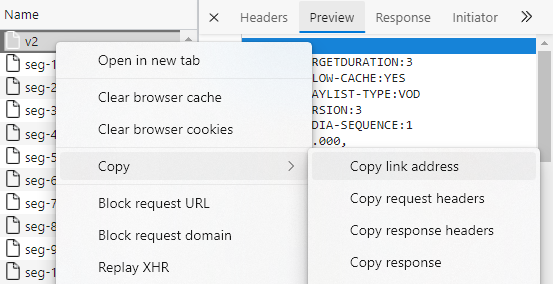 Name
Headers Preview Response Initiator
v2
Open in new tab
seg-1
RGETDURATION:3
LOW-CACHE:YES
seg-2
Clear browser cache
AYLIST-TYPE:VOD
seg-3
RSION:3
Clear browser cookies
DIA-SEQUENCE:1
seg-4
.000,
seg-5
Copy
Copy link address
seg-6
seg-7
Block request URL
Copy request headers
seg-8
Block request domain
Copy response headers
seg-9
seg-1
Replay XHR
Copy response